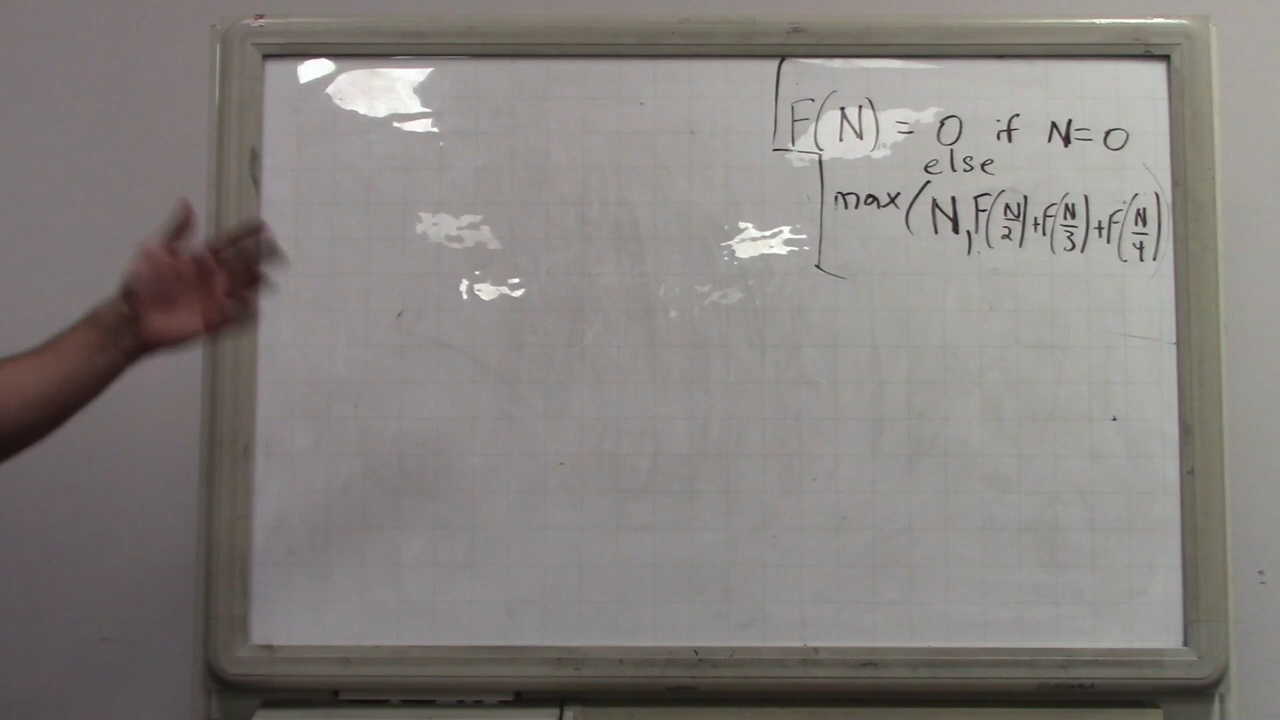 F(N) = 0 if N=0
else
max(N, F(N/2)+F(N/3)+F(N/4)